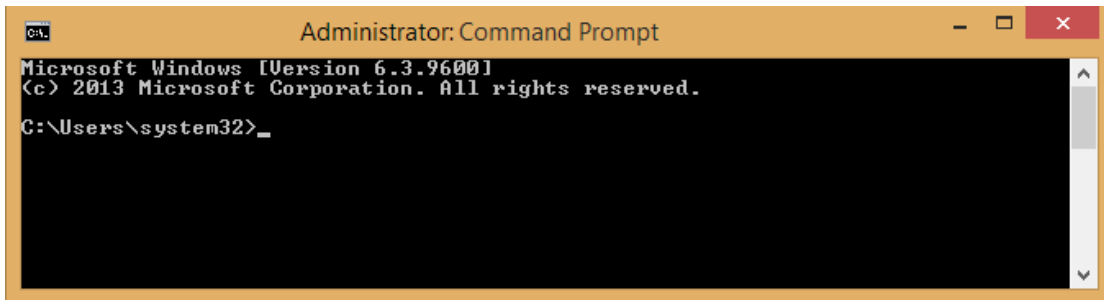 Administrator: Command Prompt
Microsoft Windows [Version 6.3.9600]
(c) 2013 Microsoft Corporation. All rights reserved.
C:\Users\system32>_